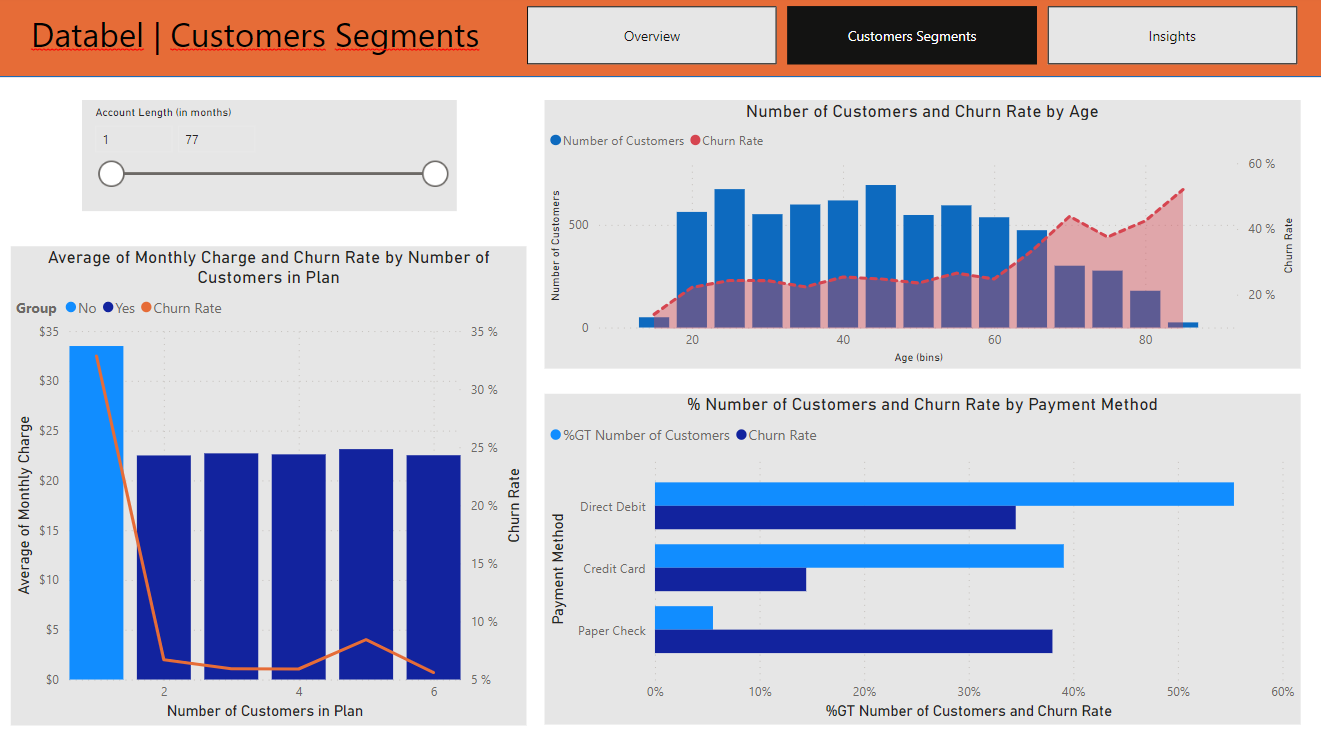 Databel | Customers Segments
Overview
Customers Segments
Insights
Account Length (in months)
1 77
Average of Monthly Charge and Churn Rate by Number of
Customers in Plan
Group No Yes Churn Rate
$35
$30
$25
$20
$15
$10
$5
$0
Average of Monthly Charge
35 %
30 %
25 %
20 %
15 %
10 %
5 %
Churn Rate
2 4 6
Number of Customers in Plan
Number of Customers and Churn Rate by Age
Number of Customers Churn Rate
500
0
Number of Customers
60 %
40 %
20 %
Churn Rate
20 40 60 80
Age (bins)
% Number of Customers and Churn Rate by Payment Method
%GT Number of Customers Churn Rate
Payment Method
Direct Debit
Credit Card
Paper Check
0% 10% 20% 30% 40% 50% 60%
%GT Number of Customers and Churn Rate